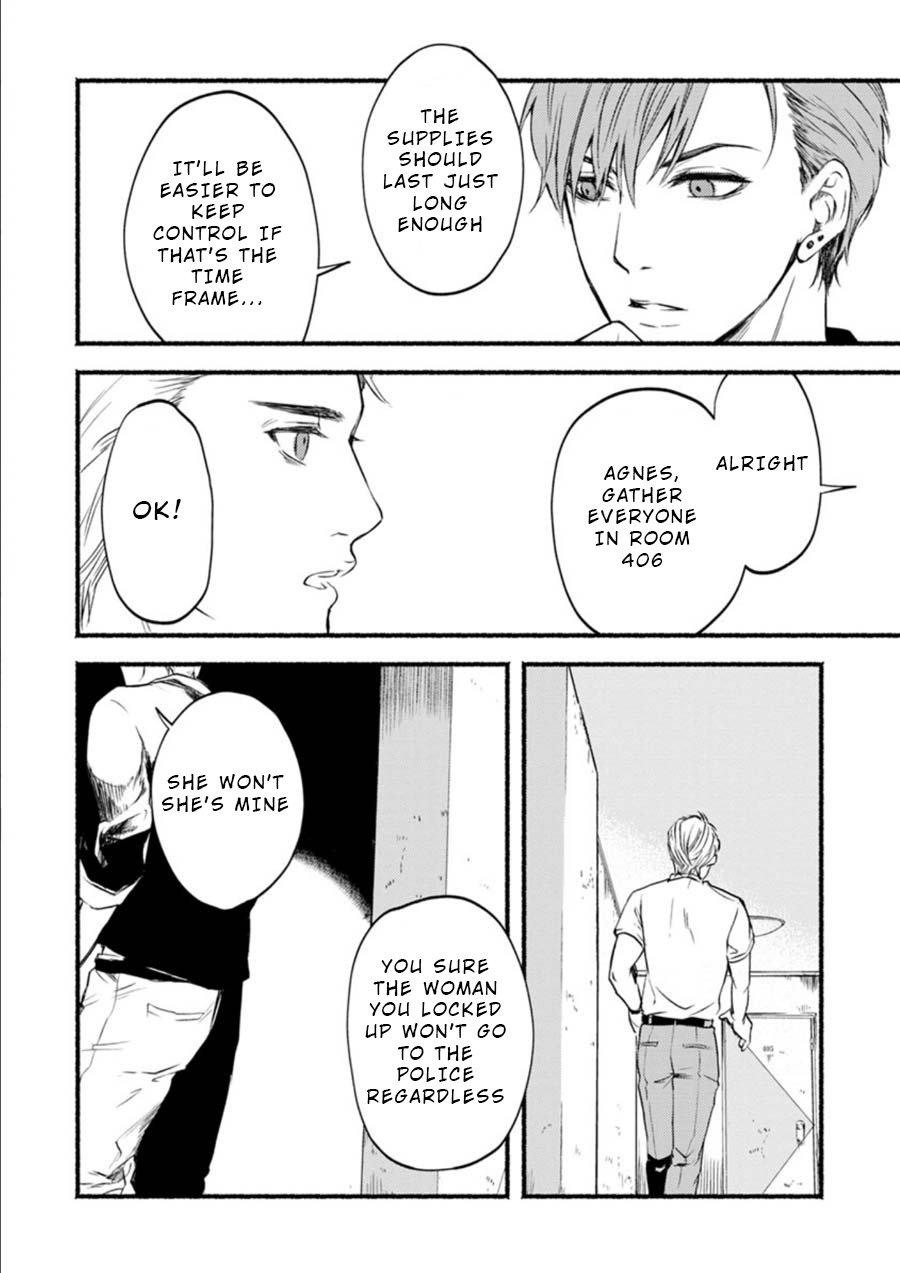 THE
SUPPLIES
SHOULD
LAST JUST
LONG
ENOUGH
IT'LL BE
EASIER TO
KEEP
CONTROL IF
THAT'S THE
TIME
FRAME...
ALRIGHT
AGNES,
GATHER
EVERYONE
IN ROOM
406
OK!
405
YOU SURE
THE WOMAN
YOU LOCKED
UP WON'T GO
TO THE
POLICE
REGARDLESS
SHE WON'T
SHE'S MINE